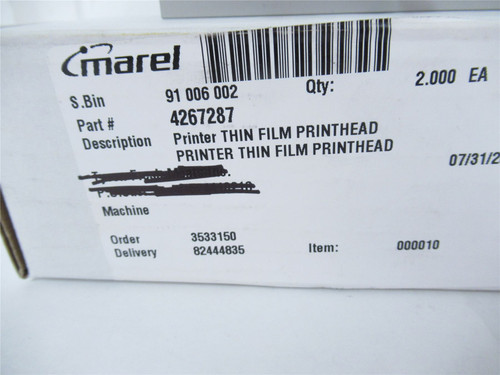 marel
S.Bin 91 006 002 Qty: 2.000 EA
Part # 4267287
Description Printer THIN FILM PRINTHEAD
PRINTER THIN FILM PRINTHEAD
07/31/2
Machine
Order 3533150
Delivery 82444835 Item: 000010